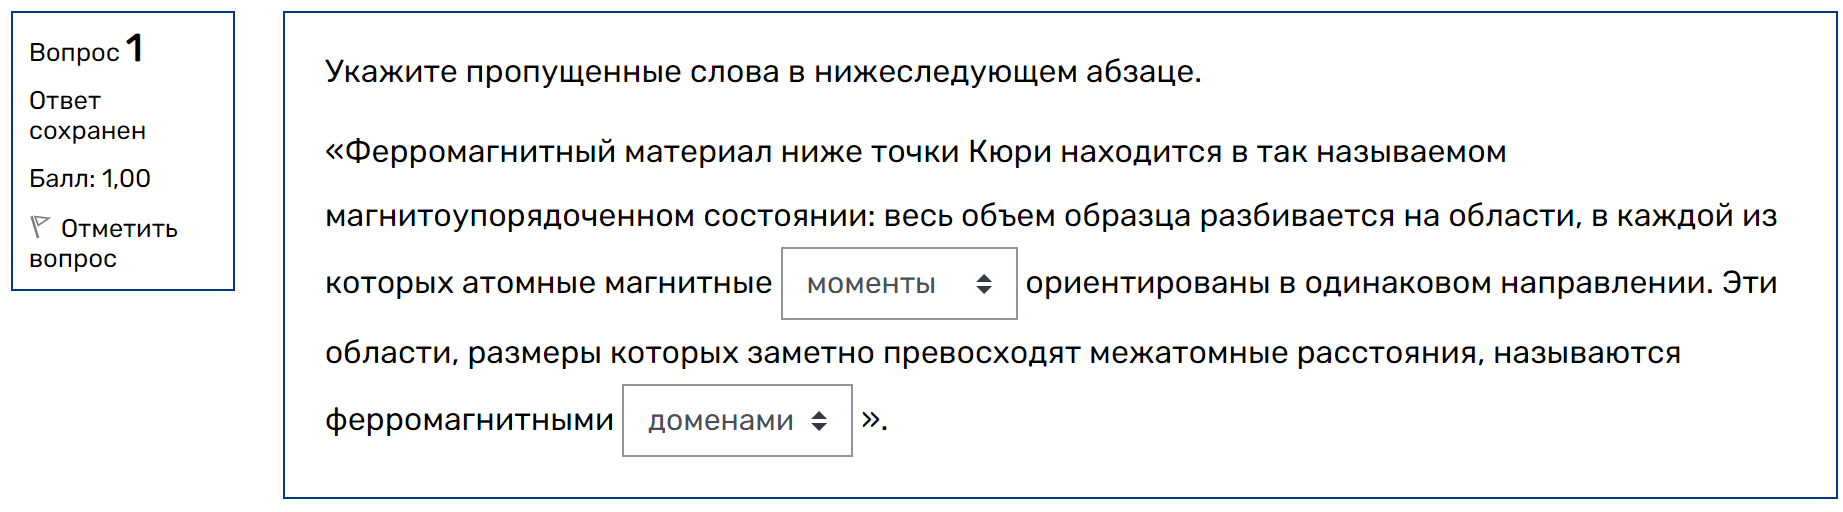 Вопрос 1
Ответ
сохранен
Балл: 1,00
Отметить
вопрос
Укажите пропущенные слова в нижеследующем абзаце.
«Ферромагнитный материал ниже точки Кюри находится в так называемом
магнитоупорядоченном состоянии: весь объем образца разбивается на области, в каждой из
которых атомные магнитные моменты ориентированы в одинаковом направлении. Эти
области, размеры которых заметно превосходят межатомные расстояния, называются
ферромагнитными доменами ».